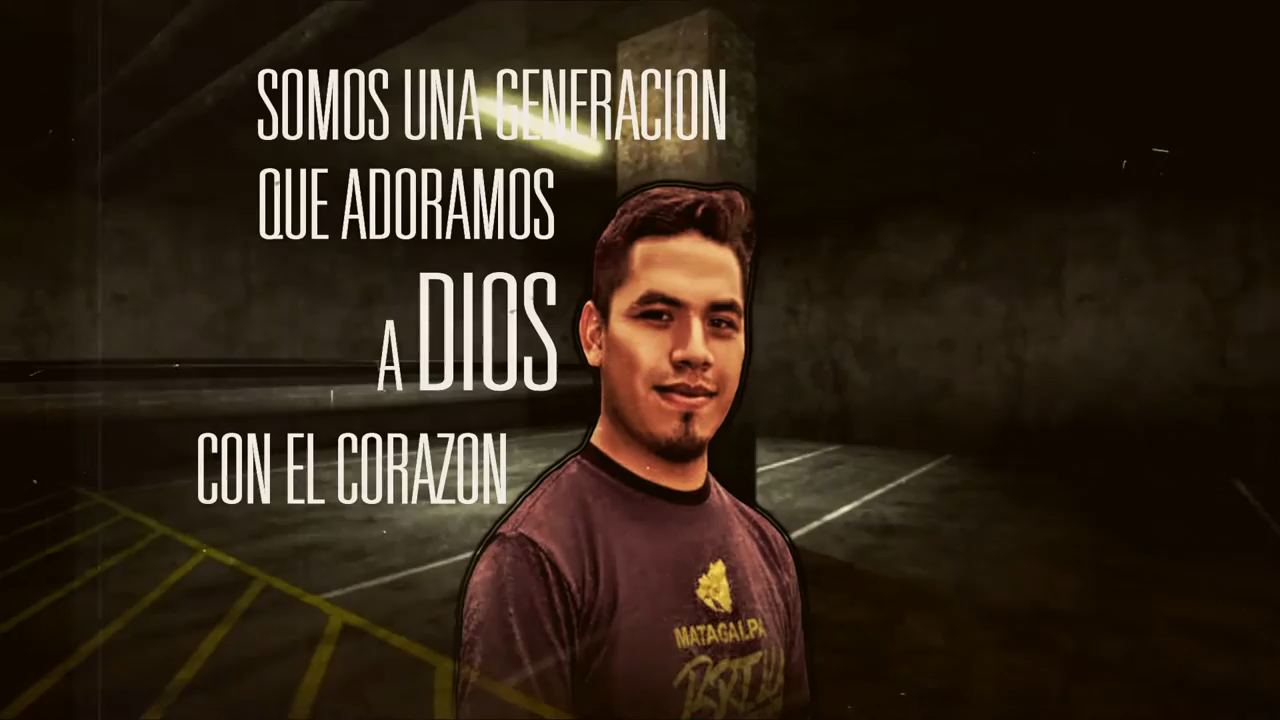 SOMOS UNA GENERACION
QUE ADORAMOS
A DIOS
CON EL CORAZON
MATAGALPA